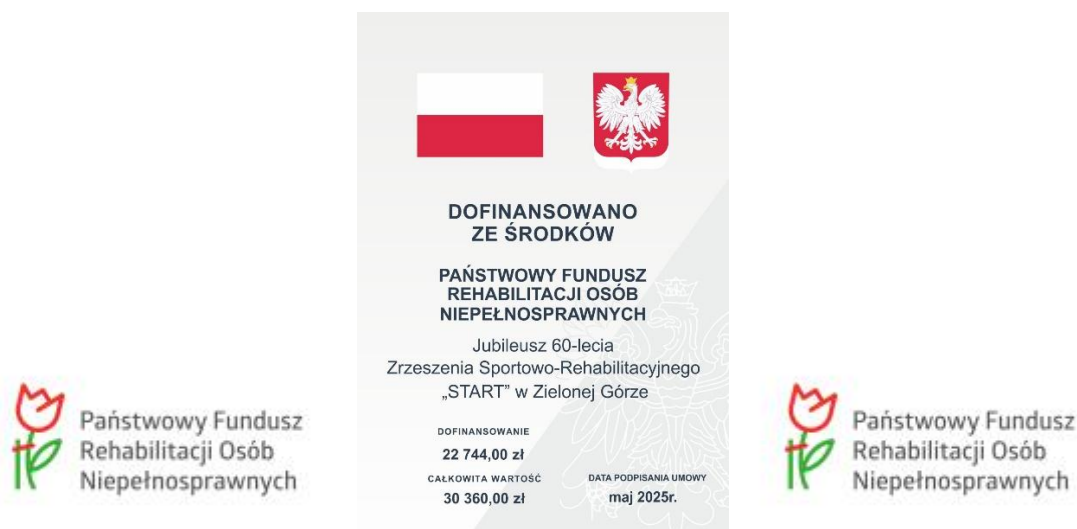 DOFINANSOWANO
ZE ŚRODKÓW
PAŃSTWOWY FUNDUSZ
REHABILITACJI OSÓB
NIEPEŁNOSPRAWNYCH
Jubileusz 60-lecia
Zrzeszenia Sportowo-Rehabilitacyjnego
„START” w Zielonej Górze
DOFINANSOWANIE
22 744,00 zł
CAŁKOWITA WARTOŚĆ
30 360,00 zł
DATA PODPISANIA UMOWY
maj 2025r.
Państwowy Fundusz
Rehabilitacji Osób
Niepełnosprawnych
Państwowy Fundusz
Rehabilitacji Osób
Niepełnosprawnych